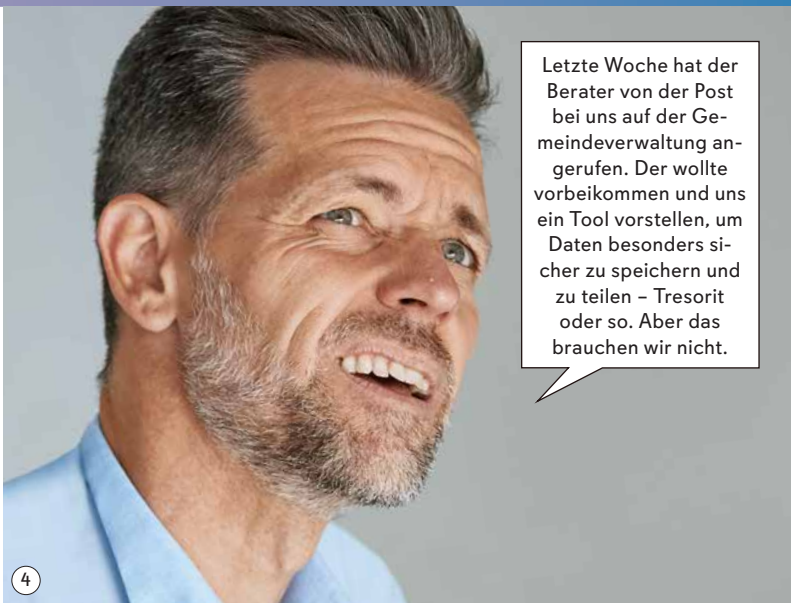 Letzte Woche hat der
Berater von der Post
bei uns auf der Ge-
meindeverwaltung an-
gerufen. Der wollte
vorbeikommen und uns
ein Tool vorstellen, um
Daten besonders si-
cher zu speichern und
zu teilen – Tresorit
oder so. Aber das
brauchen wir nicht.
4